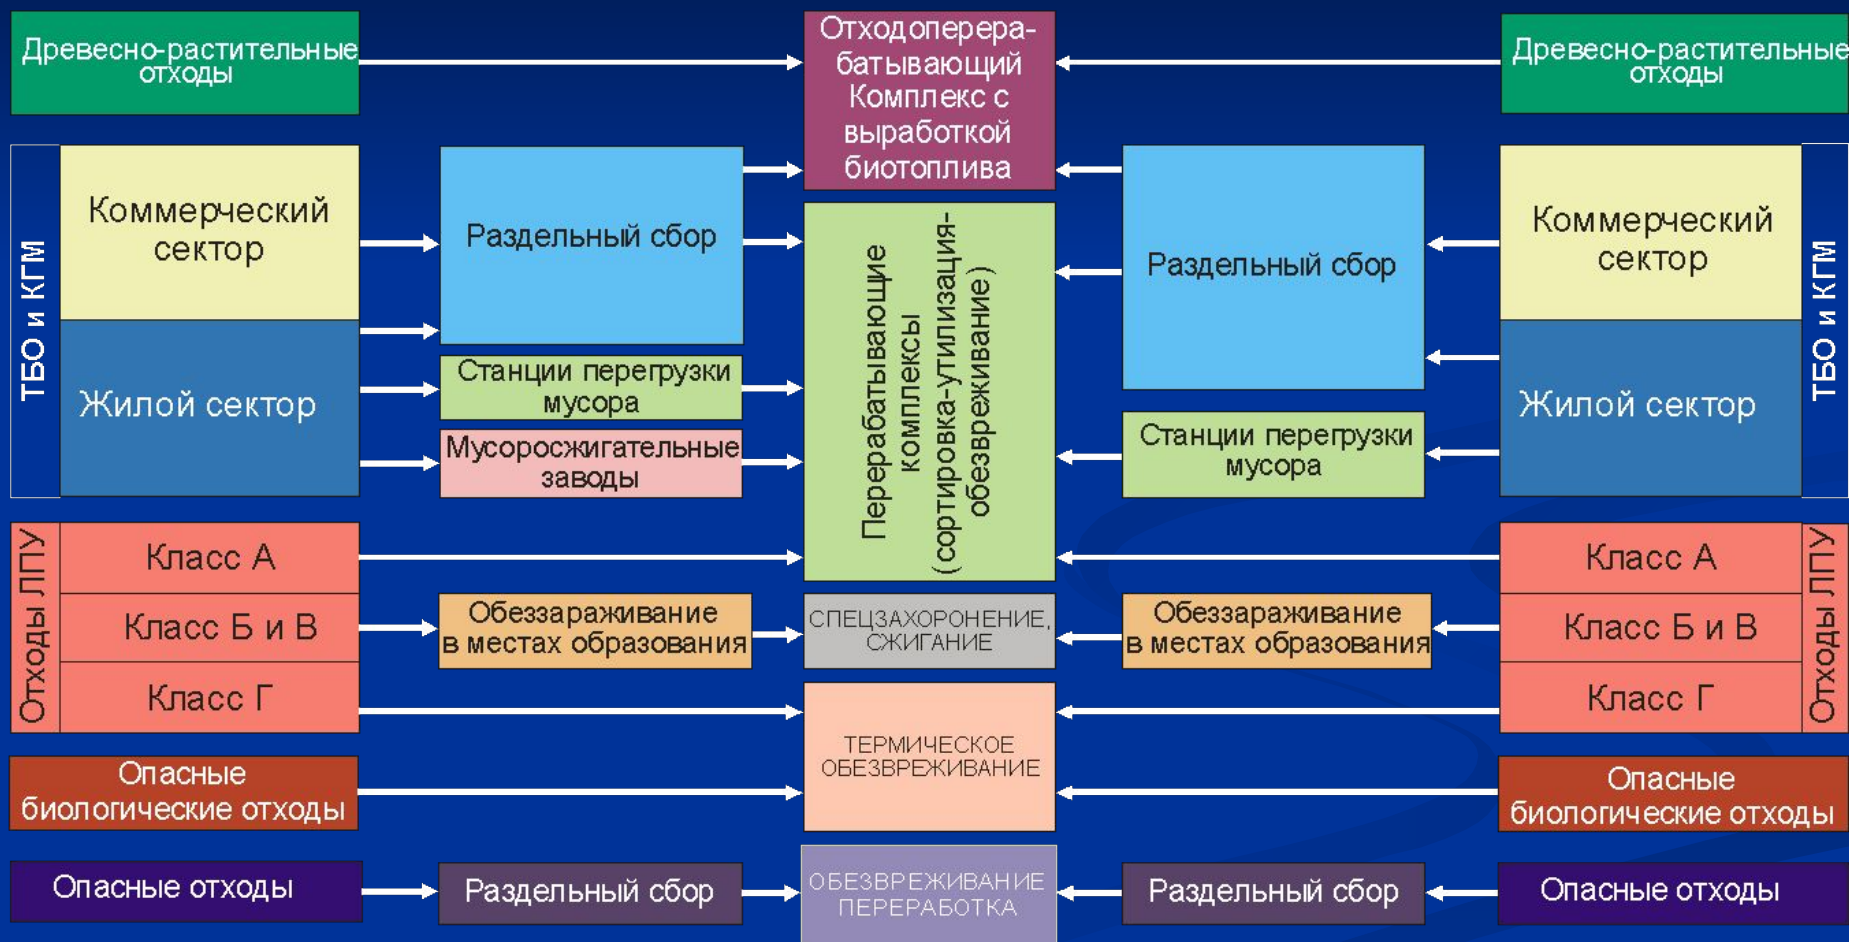 Древесно-растительные
отходы
Отходоперера-
батывающий
Комплекс с
выработкой
биотоплива
Древесно-растительные
отходы
ТБО и КГМ
Коммерческий
сектор
Жилой сектор
Раздельный сбор
Станции перегрузки
мусора
Мусоросжигательные
заводы
Перерабатывающие
комплексы
(сортировка-утилизация-
обезвреживание)
Раздельный сбор
Станции перегрузки
мусора
Коммерческий
сектор
Жилой сектор
ТБО и КГМ
Отходы ЛПУ
Класс А
Класс Б и В
Класс Г
Обеззараживание
в местах образования
СПЕЦЗАХОРОНЕНИЕ,
СЖИГАНИЕ
Обеззараживание
в местах образования
Класс А
Класс Б и В
Класс Г
Отходы ЛПУ
ТЕРМИЧЕСКОЕ
ОБЕЗВРЕЖИВАНИЕ
Опасные
биологические отходы
Опасные
биологические отходы
Опасные отходы
Раздельный сбор
ОБЕЗВРЕЖИВАНИЕ
ПЕРЕРАБОТКА
Раздельный сбор
Опасные отходы